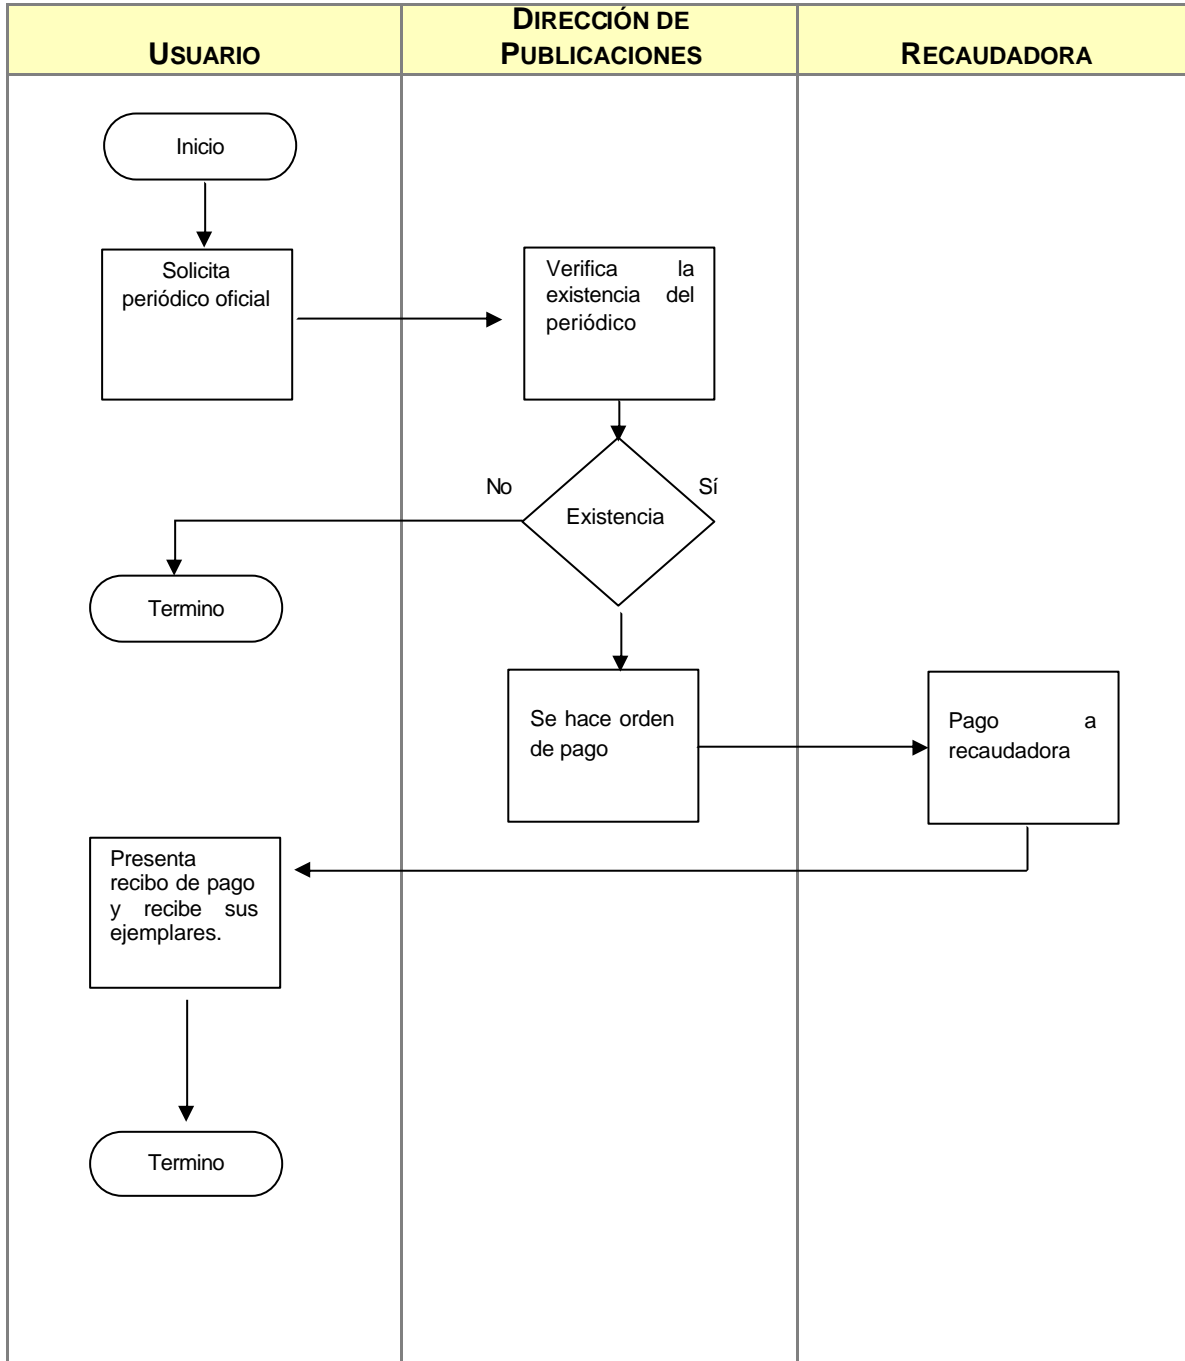 USUARIO
DIRECCIÓN DE
PUBLICACIONES
RECAUDADORA
Inicio
Solicita
periódico oficial
Verifica la
existencia del
periódico
No
Sí
Existencia
Termino
Se hace orden
de pago
Pago a
recaudadora
Presenta
recibo de pago
y recibe sus
ejemplares.
Termino